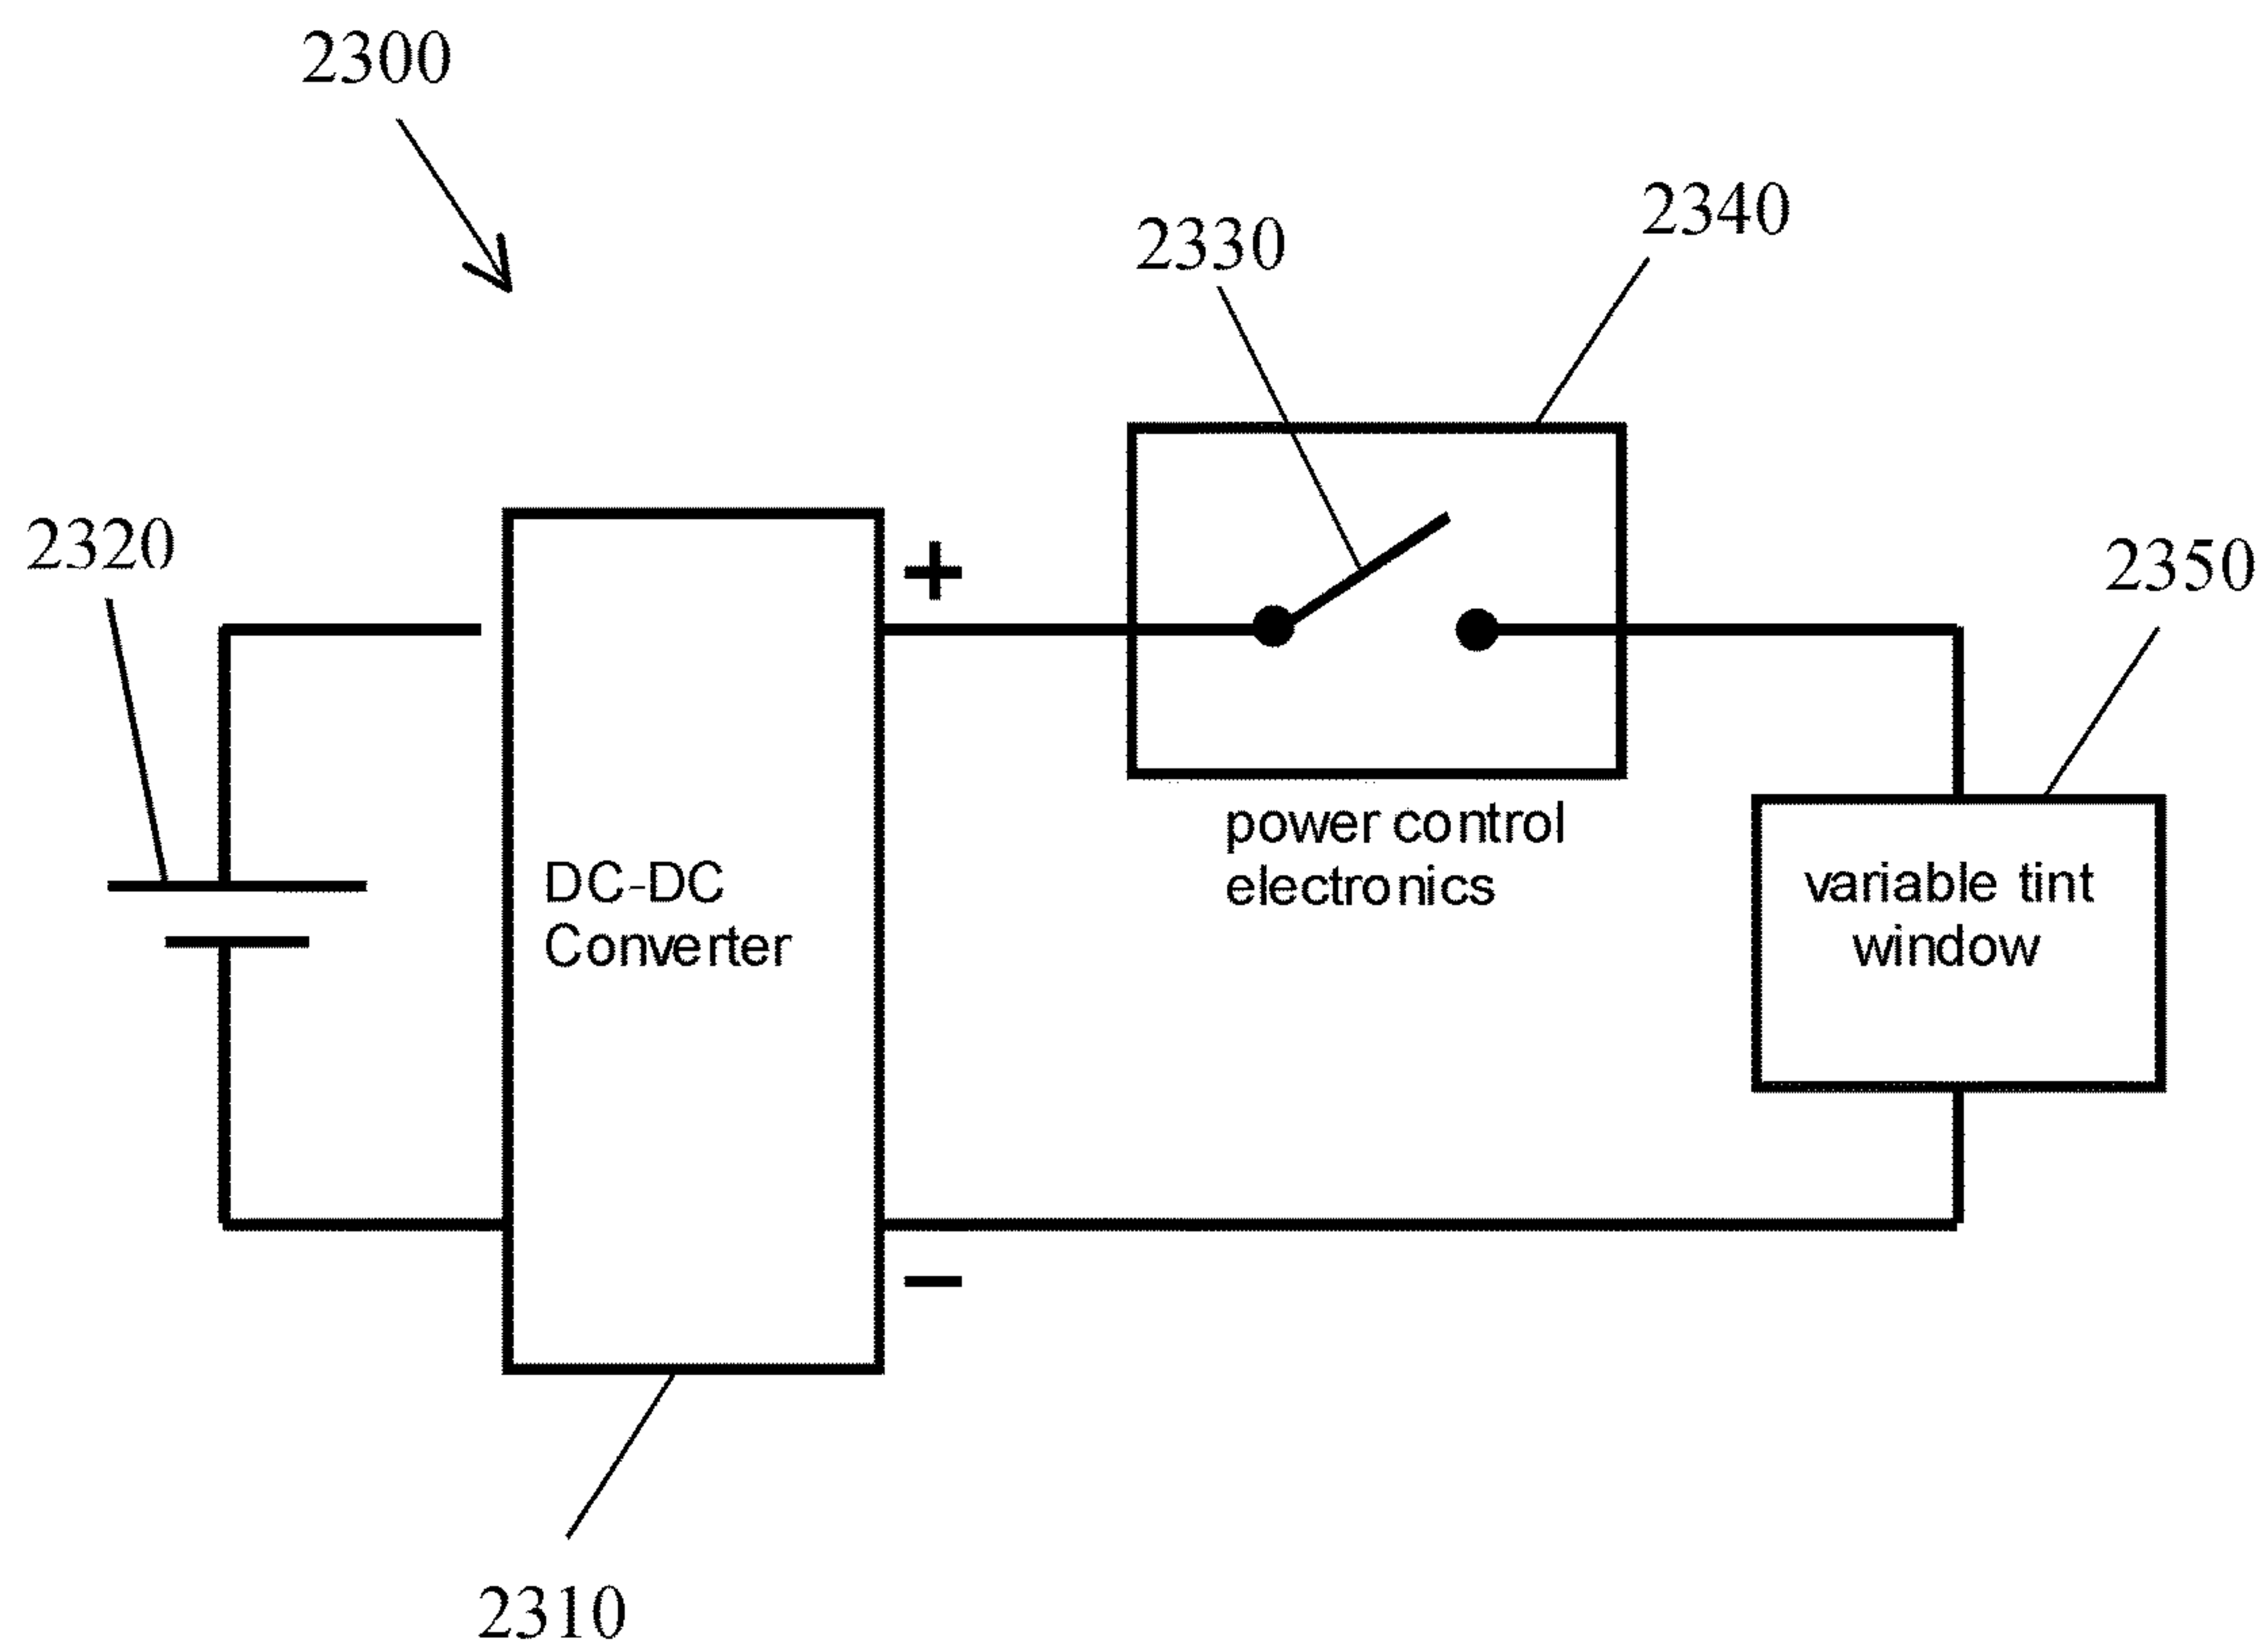 2300
2340
2330
2320
2350
+
power control
electronics
DC-DC
Converter
variable tint
window
−
2310